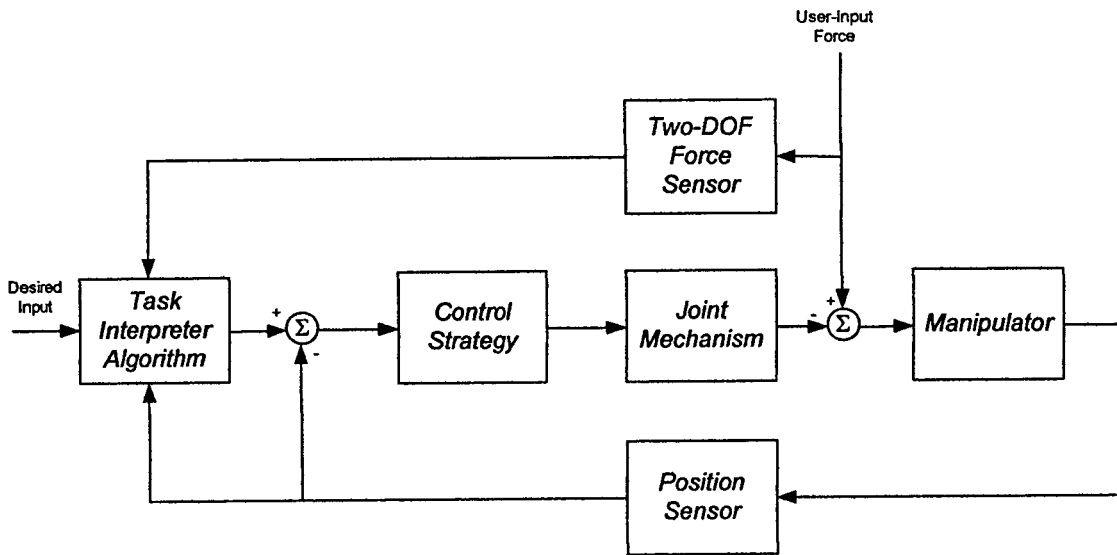 User-Input
Force
Two-DOF
Force
Sensor
Desired
Input
Task
Interpreter
Algorithm
+
Σ
-
Control
Strategy
Joint
Mechanism
+
-
Σ
Manipulator
Position
Sensor